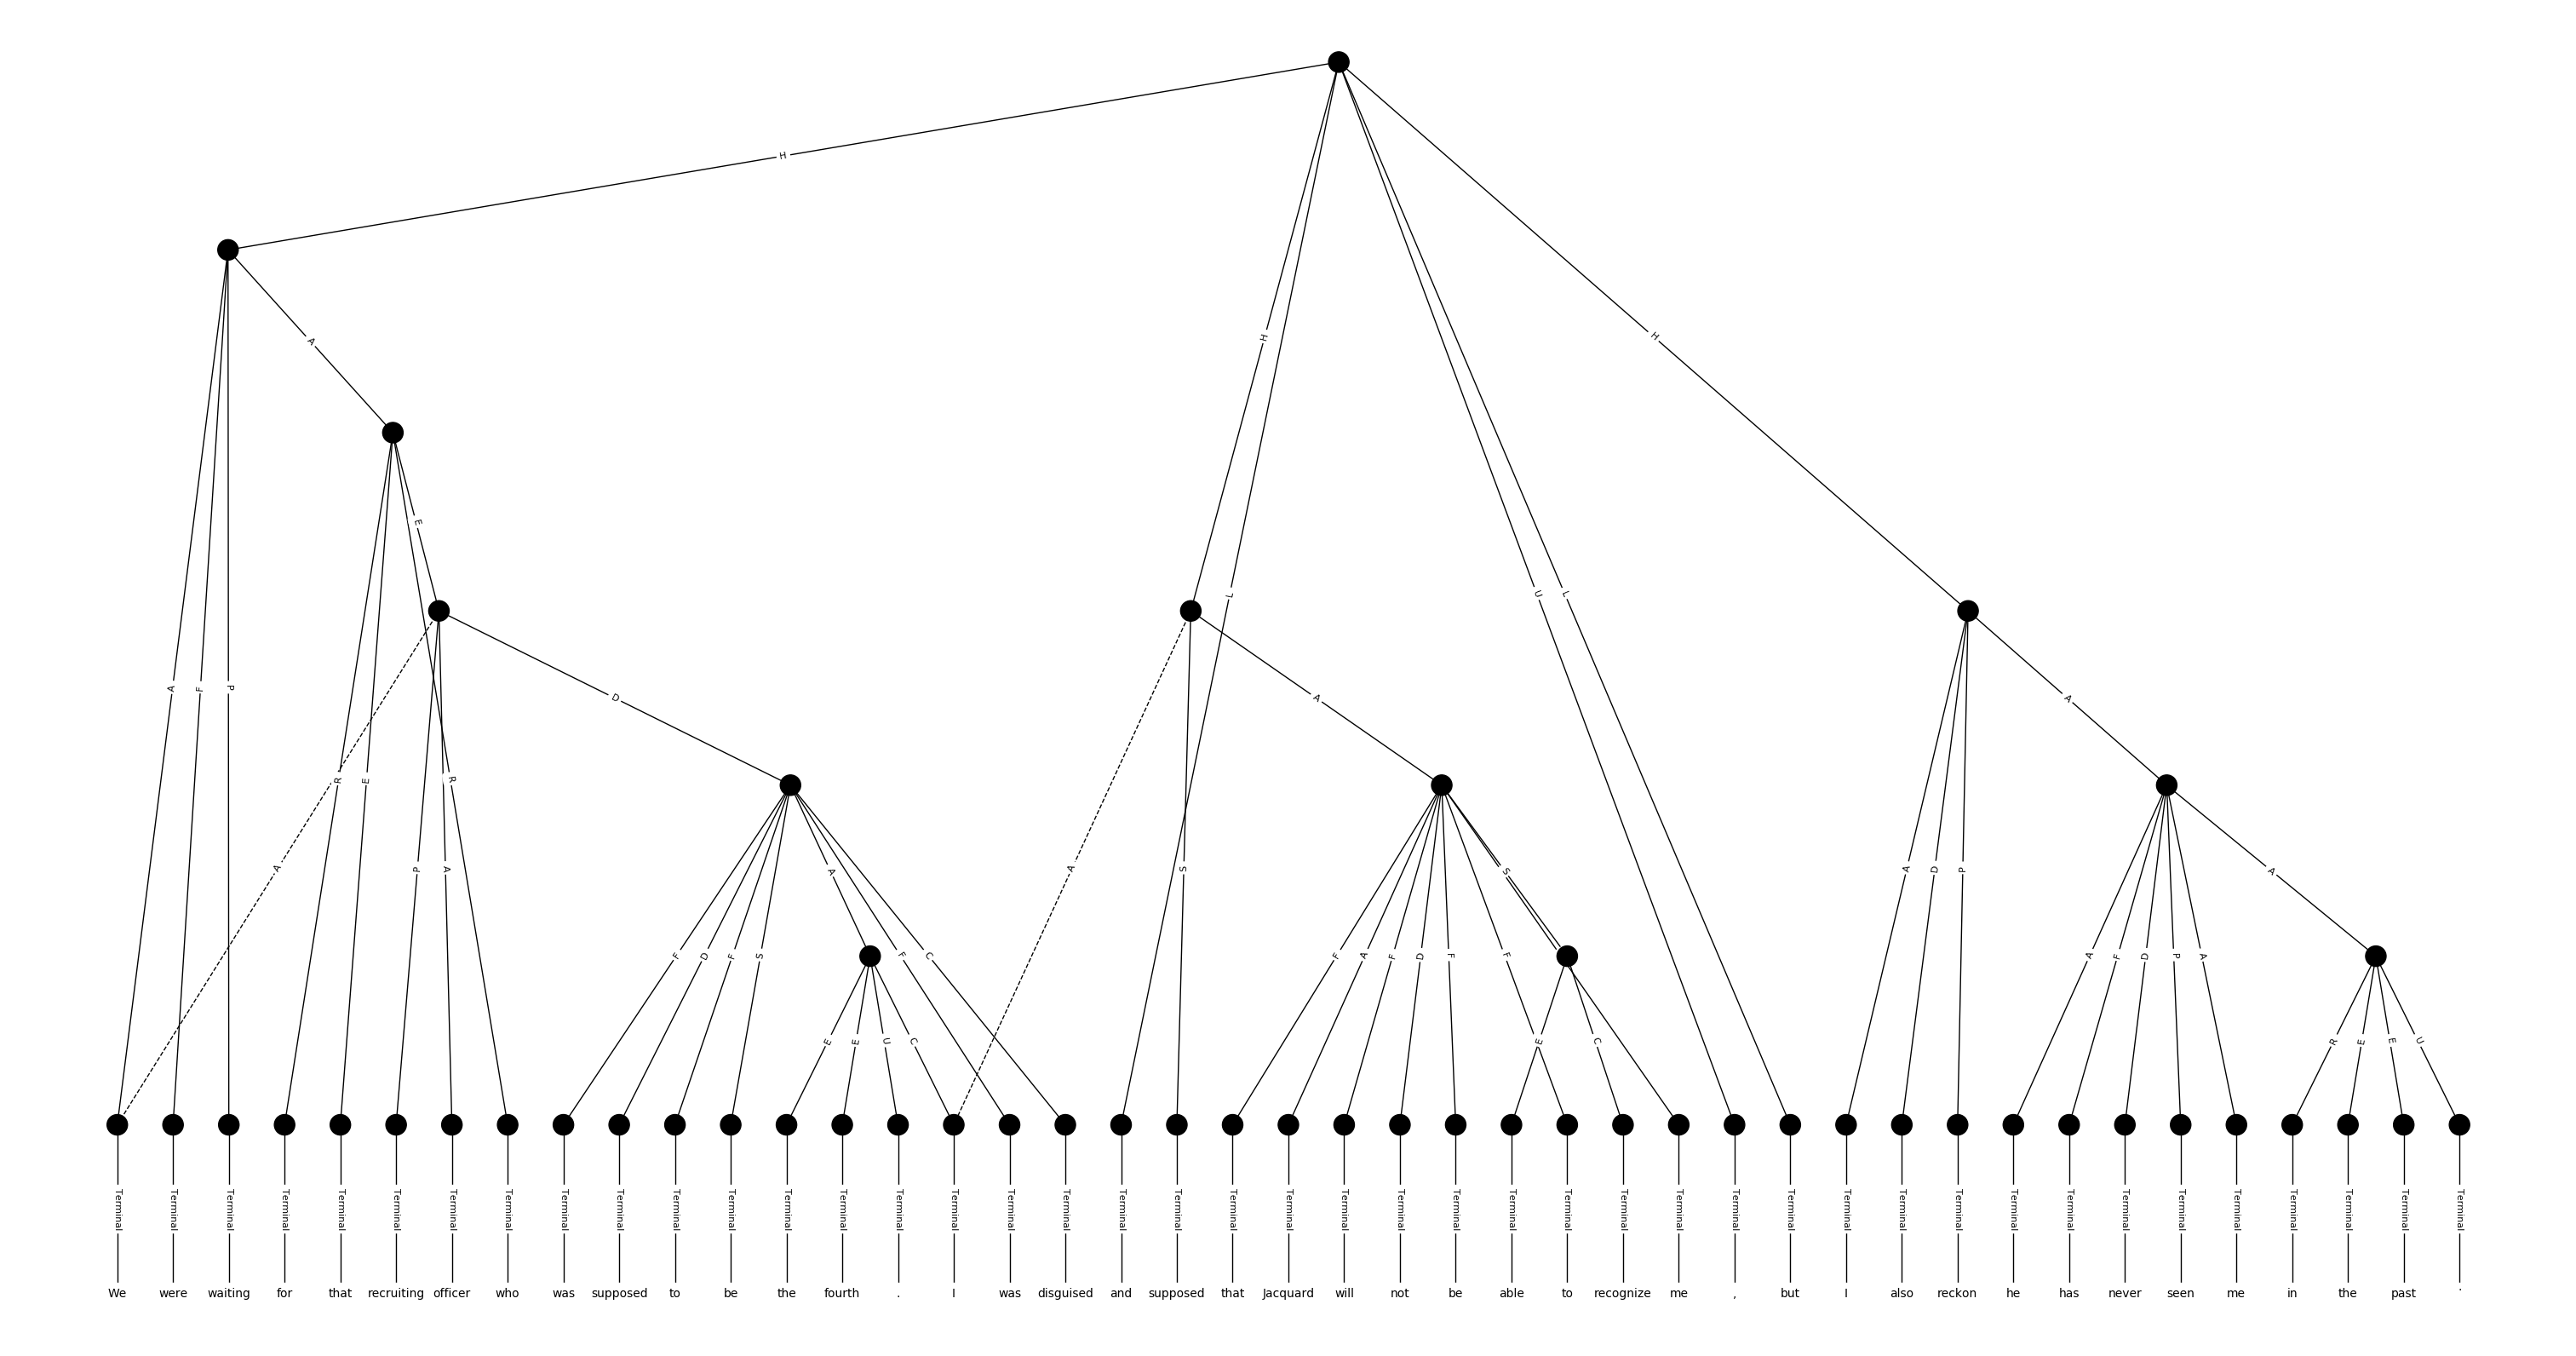 H
A
H
H
E
L
U
L
A
F
P
D
A
A
R
E
R
A
P
A
A
S
A
S
A
D
P
A
F
D
F
S
F
C
F
A
F
D
F
F
A
F
D
P
A
E
E
U
C
E
C
R
E
E
U
Terminal Terminal Terminal Terminal Terminal Terminal Terminal Terminal Terminal Terminal Terminal Terminal Terminal Terminal Terminal Terminal Terminal Terminal Terminal Terminal Terminal Terminal Terminal Terminal Terminal Terminal Terminal Terminal Terminal Terminal Terminal Terminal Terminal Terminal Terminal Terminal Terminal Terminal Terminal Terminal Terminal Terminal Terminal
We were waiting for that recruiting officer who was supposed to be the fourth . I was disguised and supposed that Jacquard will not be able to recognize me , but I also reckon he has never seen me in the past .